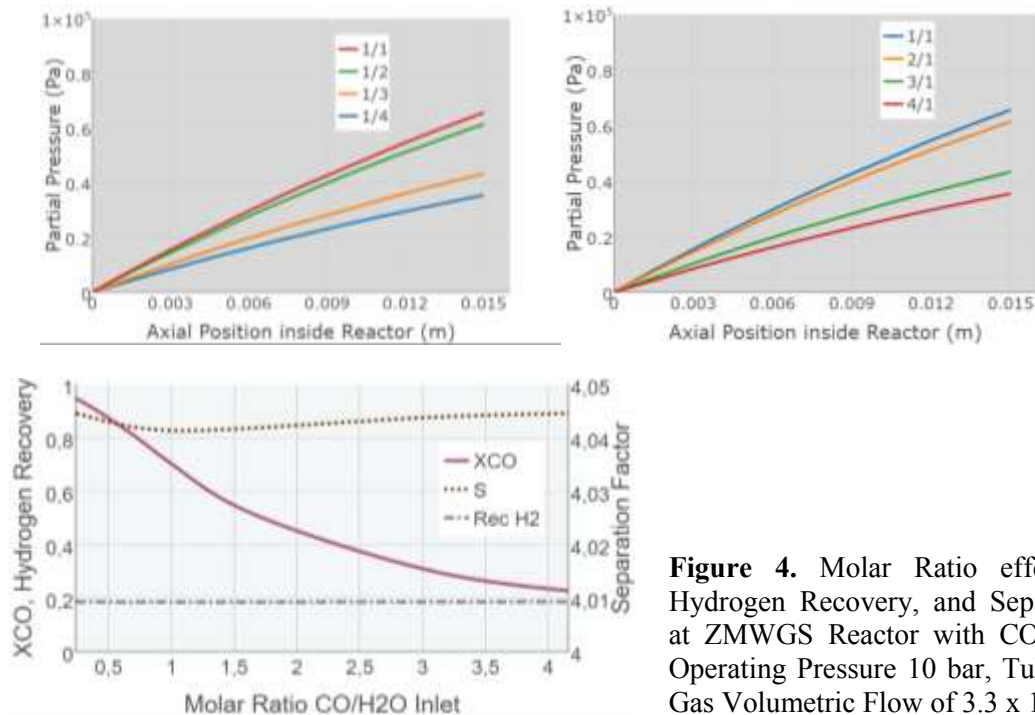 1×10⁵
0.8
0.6
0.4
0.2
0
Partial Pressure (Pa)
1/1
1/2
1/3
1/4
0 0.003 0.006 0.009 0.012 0.015
Axial Position inside Reactor (m)
1×10⁵
0.8
0.6
0.4
0.2
0
Partial Pressure (Pa)
1/1
2/1
3/1
4/1
0 0.003 0.006 0.009 0.012 0.015
Axial Position inside Reactor (m)
XCO, Hydrogen Recovery
1
0.8
0.6
0.4
0.2
0
XCO
S
Rec H2
4,05
4,04
4,03
4,02
4,01
4
Separation Factor
0,5 1 1,5 2 2,5 3 3,5 4
Molar Ratio CO/H2O Inlet
Figure 4. Molar Ratio effe
Hydrogen Recovery, and Sep
at ZMWGS Reactor with CO
Operating Pressure 10 bar, Tu
Gas Volumetric Flow of 3.3 x 1